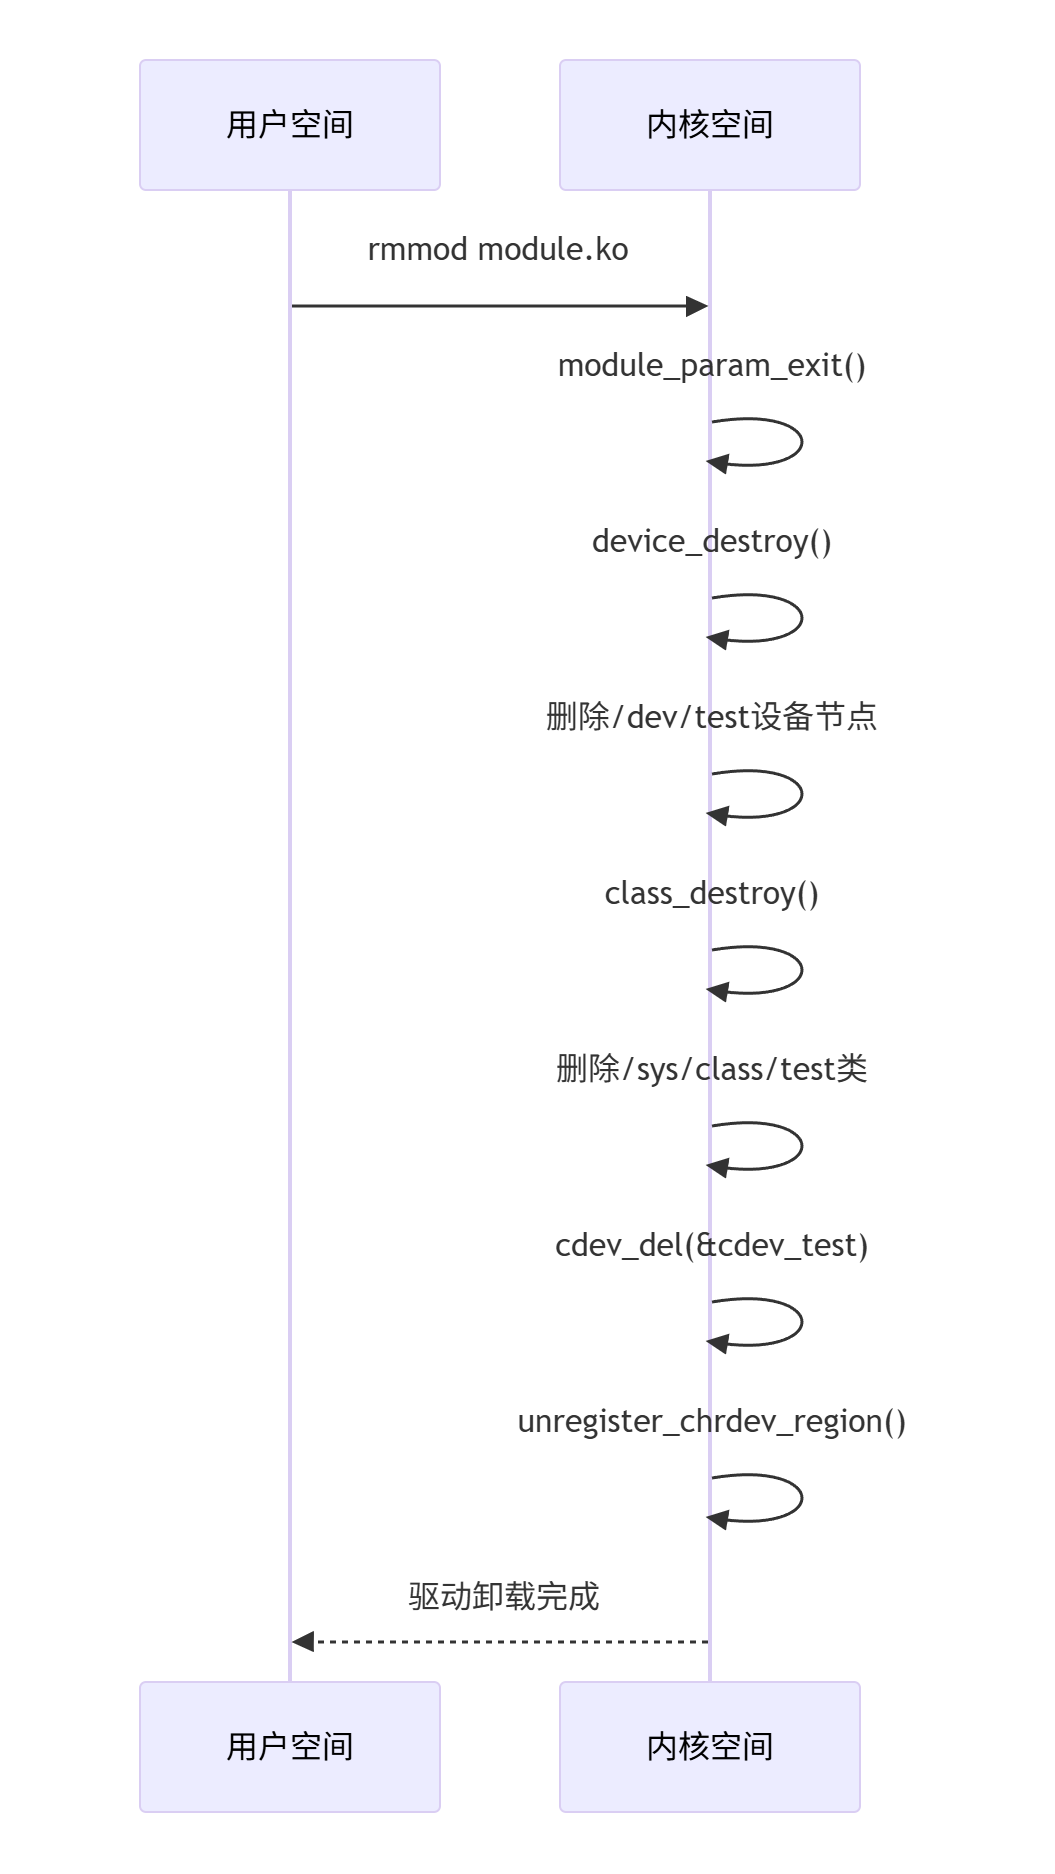 用户空间
内核空间
rmmod module.ko
module_param_exit()
device_destroy()
删除/dev/test设备节点
class_destroy()
删除/sys/class/test类
cdev_del(&cdev_test)
unregister_chrdev_region()
驱动卸载完成
用户空间
内核空间